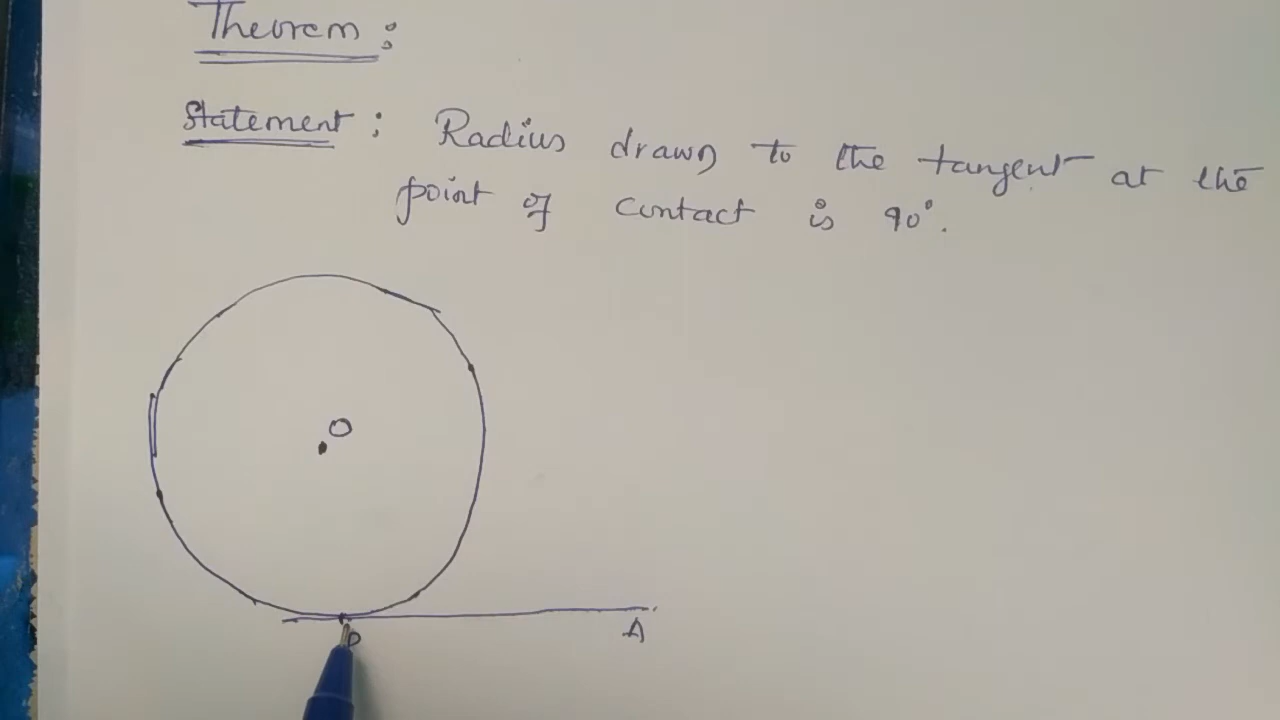 Theorem :
Statement : Radius drawn to the tangent at the
point of contact is 90°.
O
P A